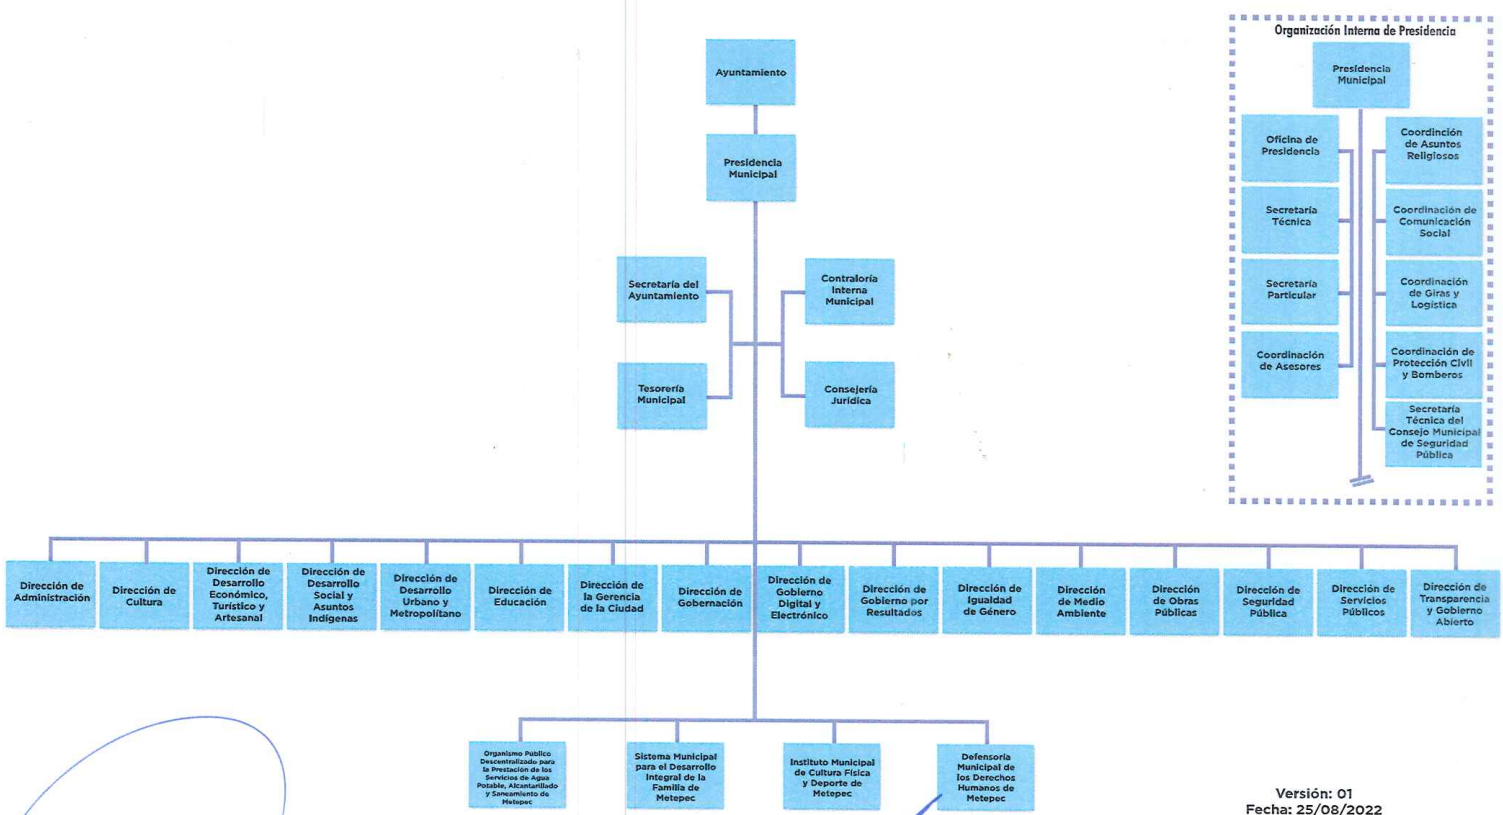 Organización Interna de Presidencia
Presidencia
Municipal
Oficina de
Presidencia
Coordinción
de Asuntos
Religiosos
Secretaría
Técnica
Coordinación de
Comunicación
Social
Secretaría
Particular
Coordinación
de Giras y
Logística
Coordinación
de Asesores
Coordinación de
Protección Civil
y Bomberos
Secretaría
Técnica del
Consejo Municipal
de Seguridad
Pública
Ayuntamiento
Presidencia
Municipal
Secretaría del
Ayuntamiento
Contraloría
Interna
Municipal
Tesorería
Municipal
Consejería
Jurídica
Dirección de
Administración
Dirección de
Cultura
Dirección de
Desarrollo
Económico,
Turístico y
Artesanal
Dirección de
Desarrollo
Social y
Asuntos
Indígenas
Dirección de
Desarrollo
Urbano y
Metropolítano
Dirección de
Educación
Dirección de
la Gerencia
de la Ciudad
Dirección de
Gobernación
Dirección de
Gobierno
Digital y
Electrónico
Dirección de
Gobierno por
Resultados
Dirección de
Igualdad
de Género
Dirección
de Medio
Ambiente
Dirección
de Obras
Públicas
Dirección de
Seguridad
Pública
Dirección de
Servicios
Públicos
Dirección de
Transparencia
y Gobierno
Abierto
Organismo Público
Descentralizado para
la Prestación de los
Servicios de Agua
Potable, Alcantarillado
y Saneamiento de
Metepec
Sistema Municipal
para el Desarrollo
Integral de la
Familia de
Metepec
Instituto Municipal
de Cultura Física
y Deporte de
Metepec
Defensoría
Municipal de
los Derechos
Humanos de
Metepec
Versión: 01
Fecha: 25/08/2022